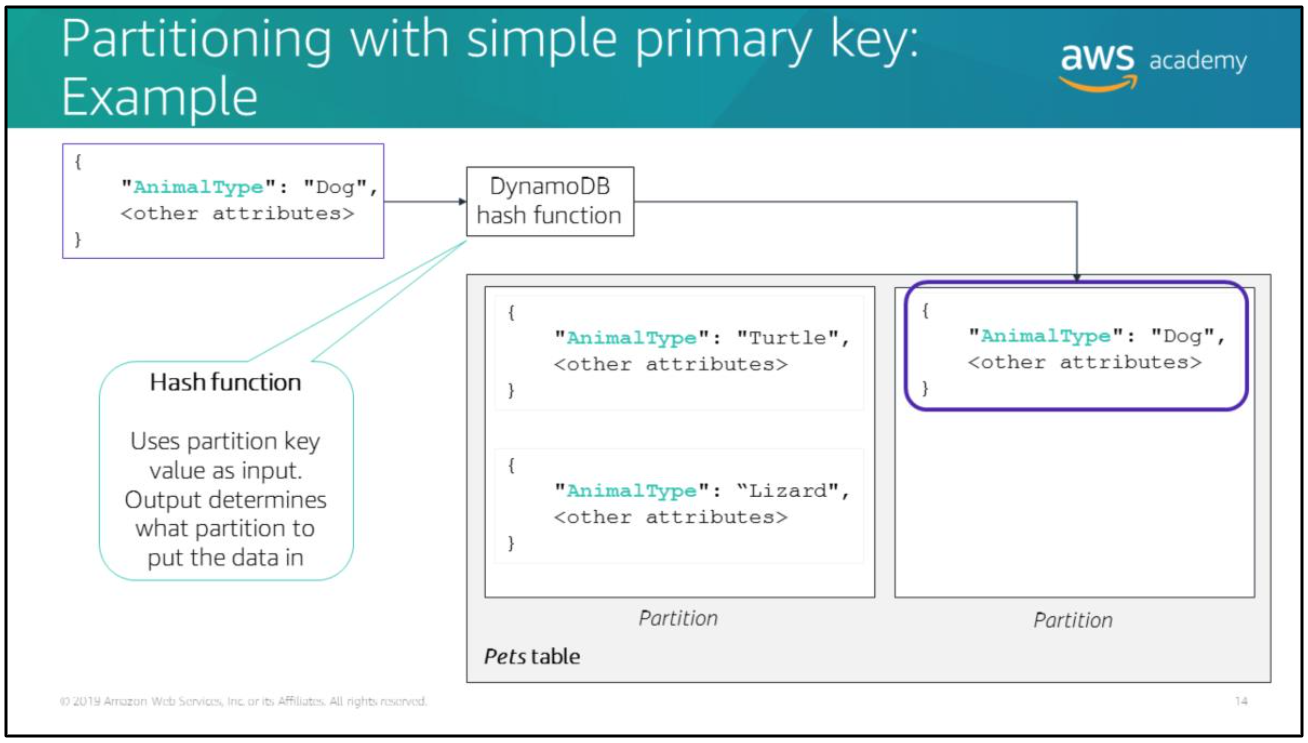 Partitioning with simple primary key:
Example
aws academy
{
"AnimalType": "Dog",
<other attributes>
}
DynamoDB
hash function
Hash function
Uses partition key
value as input.
Output determines
what partition to
put the data in
{
"AnimalType": "Turtle",
<other attributes>
}
{
"AnimalType": “Lizard",
<other attributes>
}
Partition
{
"AnimalType": "Dog",
<other attributes>
}
Partition
Pets table
© 2019 Amazon Web Services, Inc. or its Affiliates. All rights reserved.
14